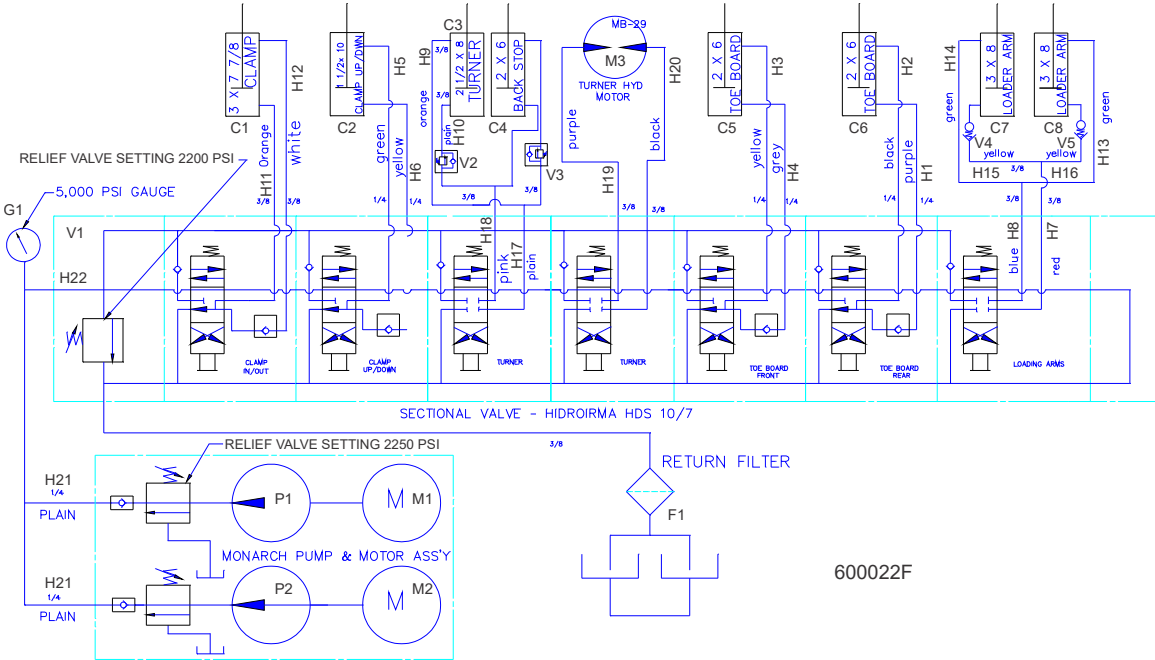 MB-29
C3
3 X 7 7/8
CLAMP
H12
1 1/2x 10
CLAMP UP/DWN
H5
H9
3/8
2 1/2 X 8
TURNER
2 X 6
BACK STOP
M3
H20
2 X 6
TOE BOARD
H3
2 X 6
TOE BOARD
H2
H14
3 X 8
LOADER ARM
3 X 8
LOADER ARM
TURNER HYD
MOTOR
C1
C2
3/8
C4
C5
C6
C7
C8
orange
plain
H10
purple
black
green
green
RELIEF VALVE SETTING 2200 PSI
Orange
white
green
yellow
V2
V3
yellow
grey
black
purple
V4
V5
yellow
yellow
H13
H11
H6
H19
H4
H1
H15
3/8
H16
5,000 PSI GAUGE
3/8
3/8
1/4
1/4
3/8
3/8
3/8
3/8
1/4
1/4
1/4
1/4
3/8
3/8
G1
V1
H18
H17
pink
plain
H8
H7
blue
red
H22
CLAMP
IN/OUT
CLAMP
UP/DOWN
TURNER
TURNER
TOE BOARD
FRONT
TOE BOARD
REAR
LOADING ARMS
SECTIONAL VALVE - HIDROIRMA HDS 10/7
RELIEF VALVE SETTING 2250 PSI
3/8
RETURN FILTER
H21
1/4
PLAIN
P1
M
M1
F1
MONARCH PUMP & MOTOR ASS'Y
600022F
H21
1/4
PLAIN
P2
M
M2